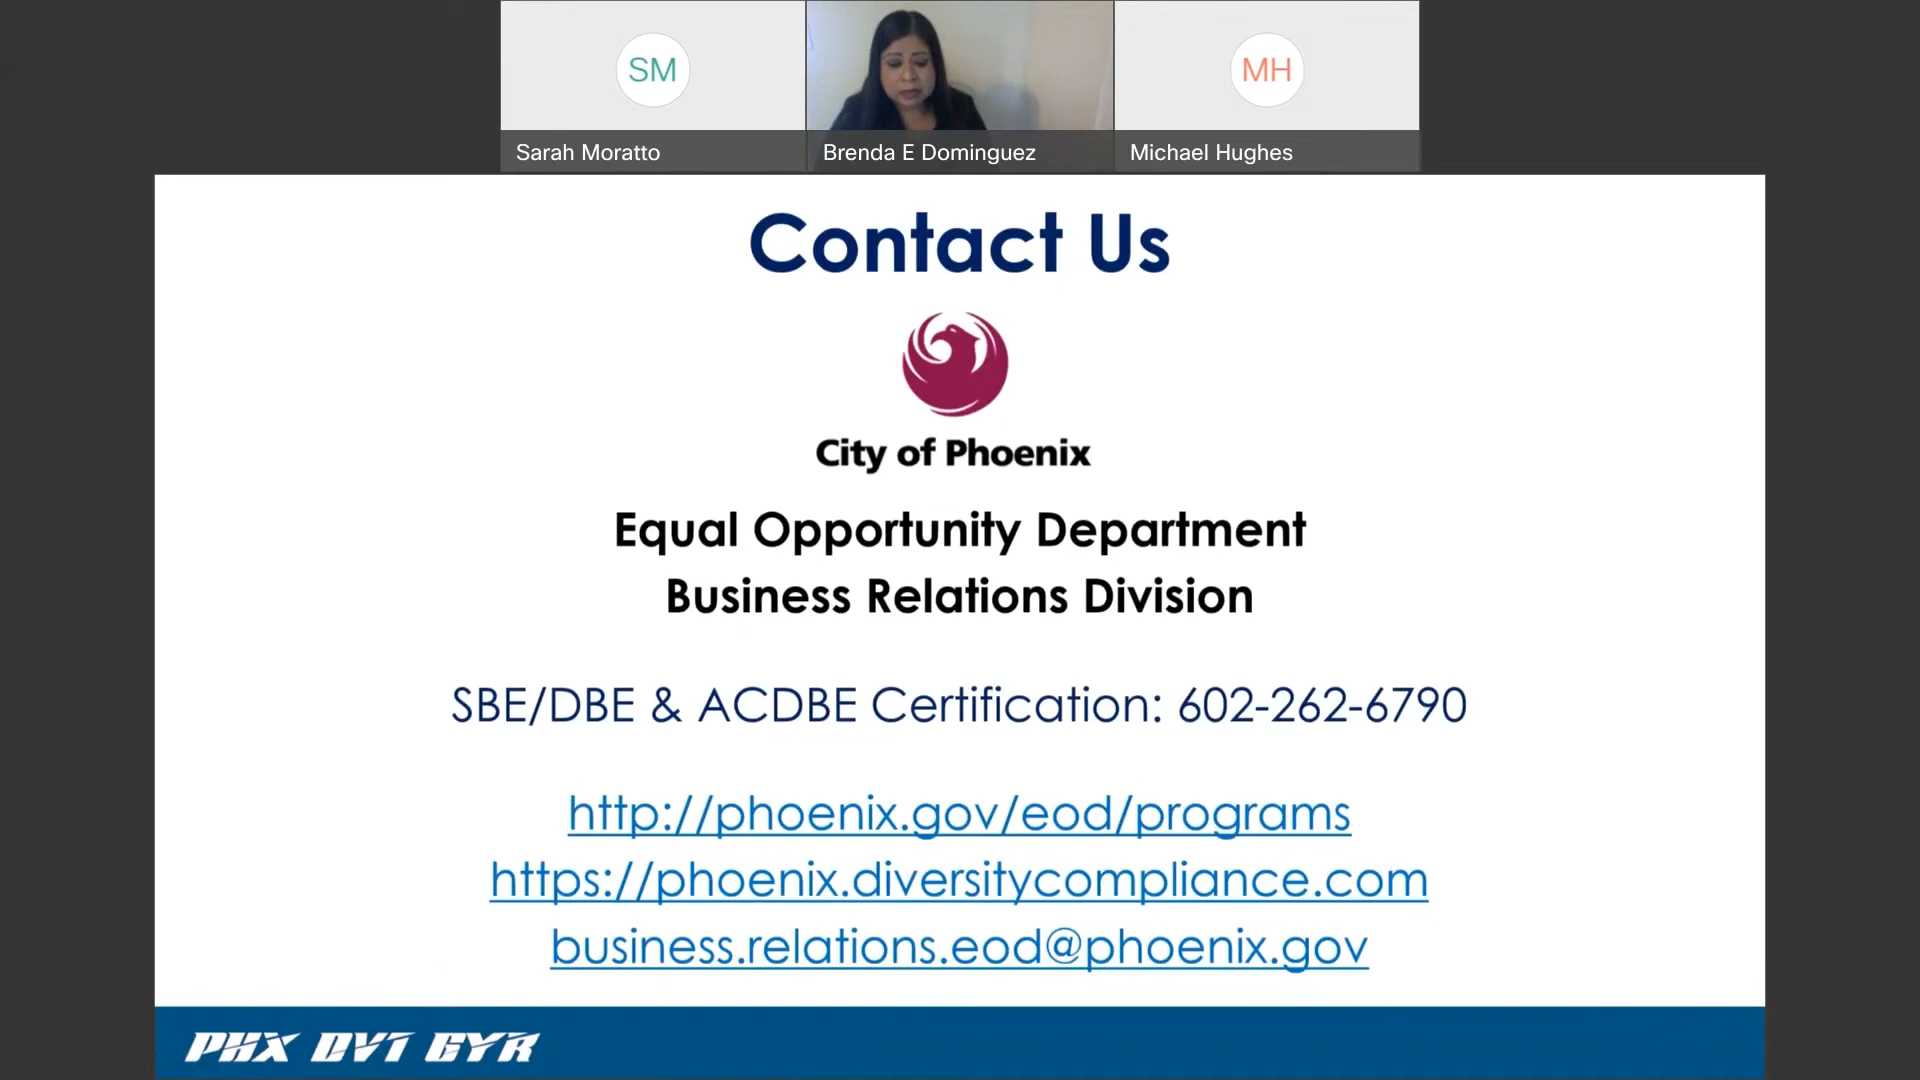 SM
MH
Sarah Moratto
Brenda E Dominguez
Michael Hughes
Contact Us
City of Phoenix
Equal Opportunity Department
Business Relations Division
SBE/DBE & ACDBE Certification: 602-262-6790
http://phoenix.gov/eod/programs
https://phoenix.diversitycompliance.com
business.relations.eod@phoenix.gov
PHX DVT GYR